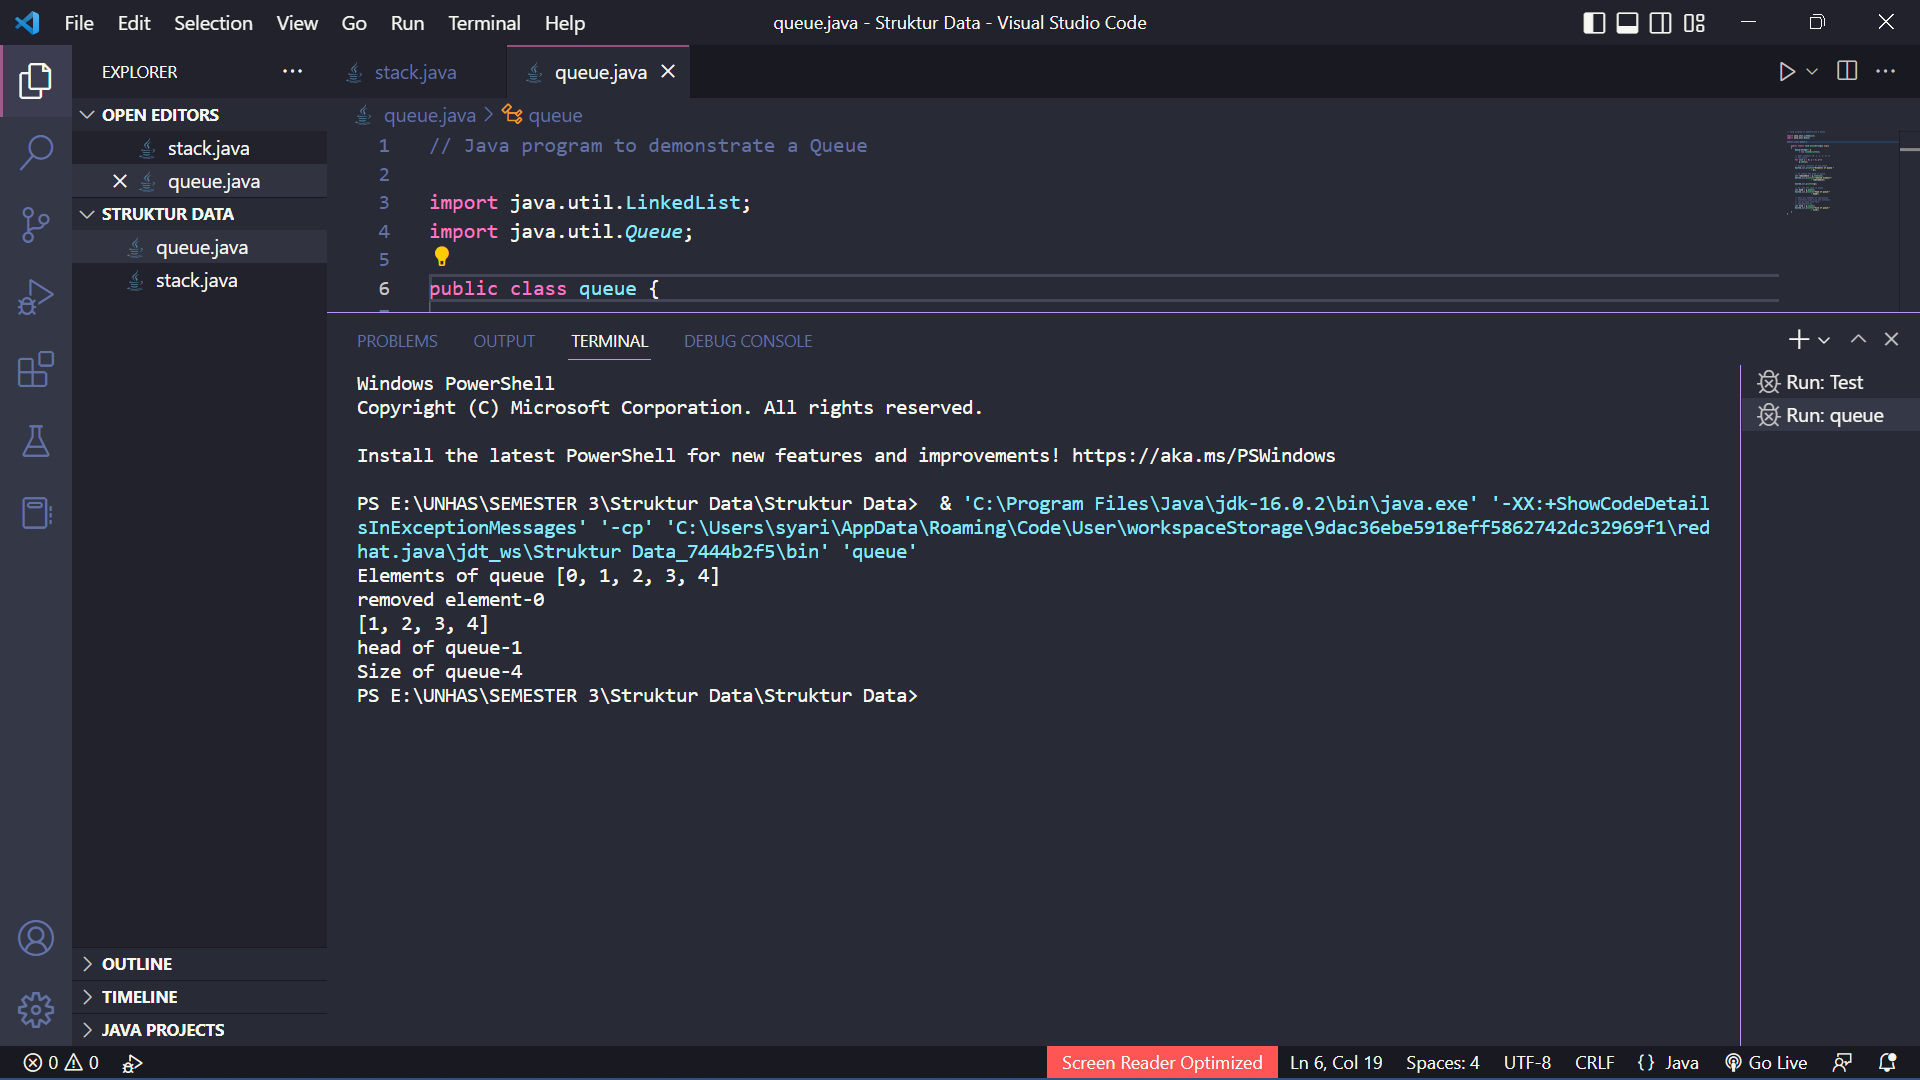 File Edit Selection View Go Run Terminal Help
queue.java - Struktur Data - Visual Studio Code
EXPLORER
OPEN EDITORS
stack.java
queue.java
STRUKTUR DATA
queue.java
stack.java
OUTLINE
TIMELINE
JAVA PROJECTS
stack.java queue.java
queue.java > queue
1 // Java program to demonstrate a Queue
2
3 import java.util.LinkedList;
4 import java.util.Queue;
5
6 public class queue {
PROBLEMS OUTPUT TERMINAL DEBUG CONSOLE
Windows PowerShell
Copyright (C) Microsoft Corporation. All rights reserved.
Install the latest PowerShell for new features and improvements! https://aka.ms/PSWindows
PS E:\UNHAS\SEMESTER 3\Struktur Data\Struktur Data>  & 'C:\Program Files\Java\jdk-16.0.2\bin\java.exe' '-XX:+ShowCodeDetail
sInExceptionMessages' '-cp' 'C:\Users\syari\AppData\Roaming\Code\User\workspaceStorage\9dac36ebe5918eff5862742dc32969f1\red
hat.java\jdt_ws\Struktur Data_7444b2f5\bin' 'queue'
Elements of queue [0, 1, 2, 3, 4]
removed element-0
[1, 2, 3, 4]
head of queue-1
Size of queue-4
PS E:\UNHAS\SEMESTER 3\Struktur Data\Struktur Data>
Run: Test
Run: queue
0 0
Screen Reader Optimized Ln 6, Col 19 Spaces: 4 UTF-8 CRLF {} Java Go Live